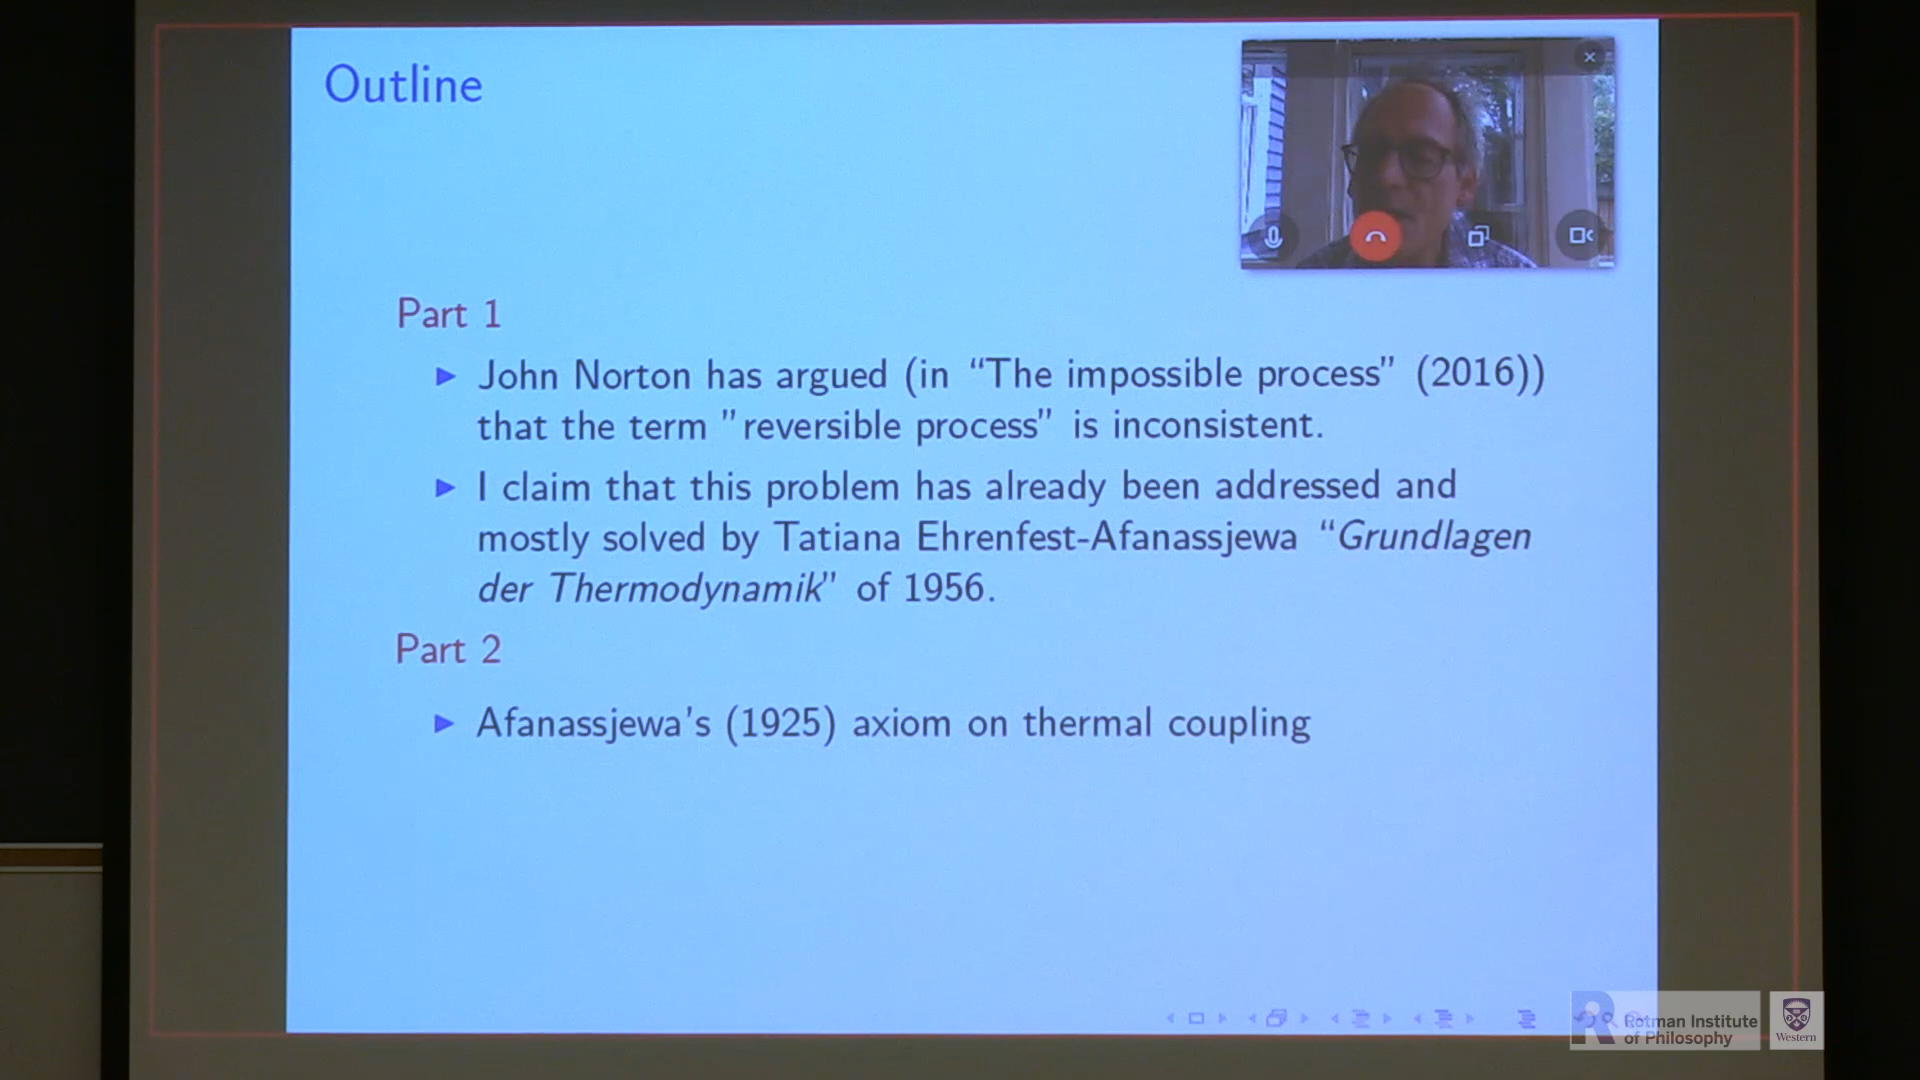 Outline
Part 1
John Norton has argued (in “The impossible process” (2016))
that the term ”reversible process” is inconsistent.
I claim that this problem has already been addressed and
mostly solved by Tatiana Ehrenfest-Afanassjewa “Grundlagen
der Thermodynamik” of 1956.
Part 2
Afanassjewa’s (1925) axiom on thermal coupling
R Rotman Institute
of Philosophy
Western